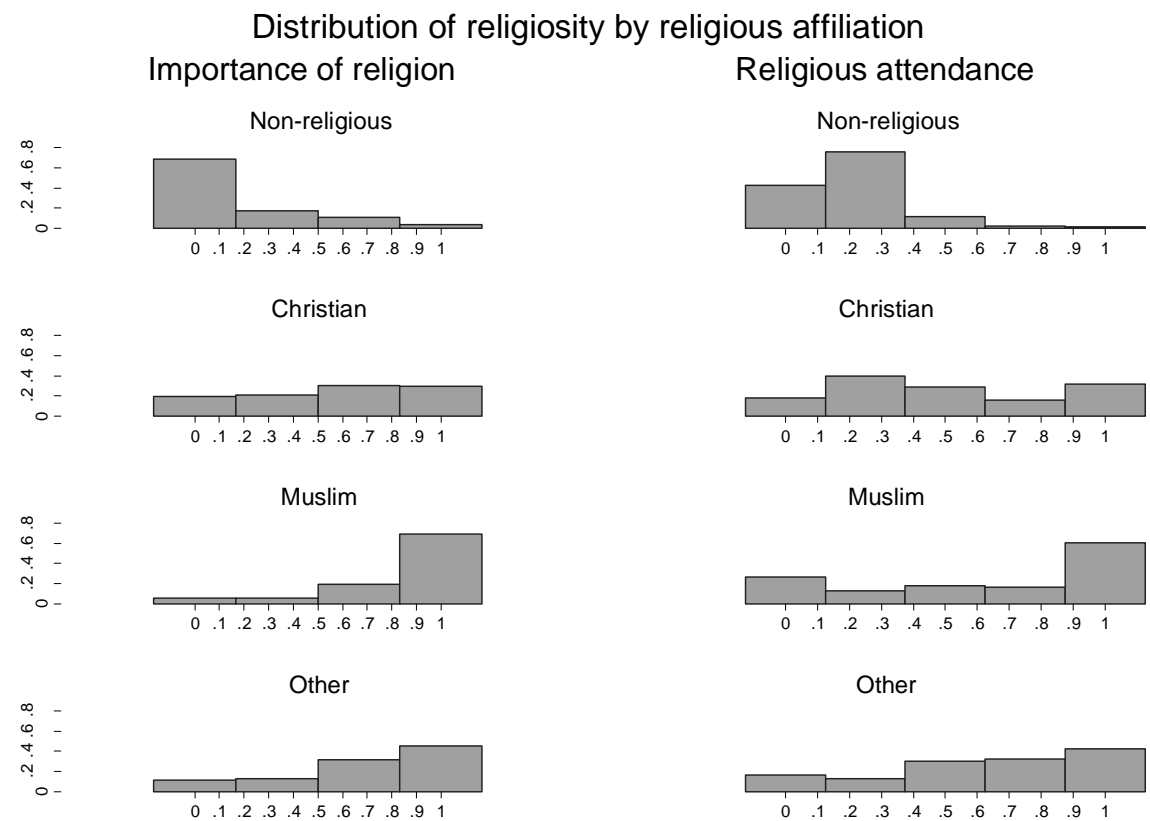 Distribution of religiosity by religious affiliation
Importance of religion
Religious attendance
Non-religious
Non-religious
0 .2 .4 .6 .8
0 .1 .2 .3 .4 .5 .6 .7 .8 .9 1
0 .1 .2 .3 .4 .5 .6 .7 .8 .9 1
Christian
Christian
0 .2 .4 .6 .8
0 .1 .2 .3 .4 .5 .6 .7 .8 .9 1
0 .1 .2 .3 .4 .5 .6 .7 .8 .9 1
Muslim
Muslim
0 .2 .4 .6 .8
0 .1 .2 .3 .4 .5 .6 .7 .8 .9 1
0 .1 .2 .3 .4 .5 .6 .7 .8 .9 1
Other
Other
0 .2 .4 .6 .8
0 .1 .2 .3 .4 .5 .6 .7 .8 .9 1
0 .1 .2 .3 .4 .5 .6 .7 .8 .9 1